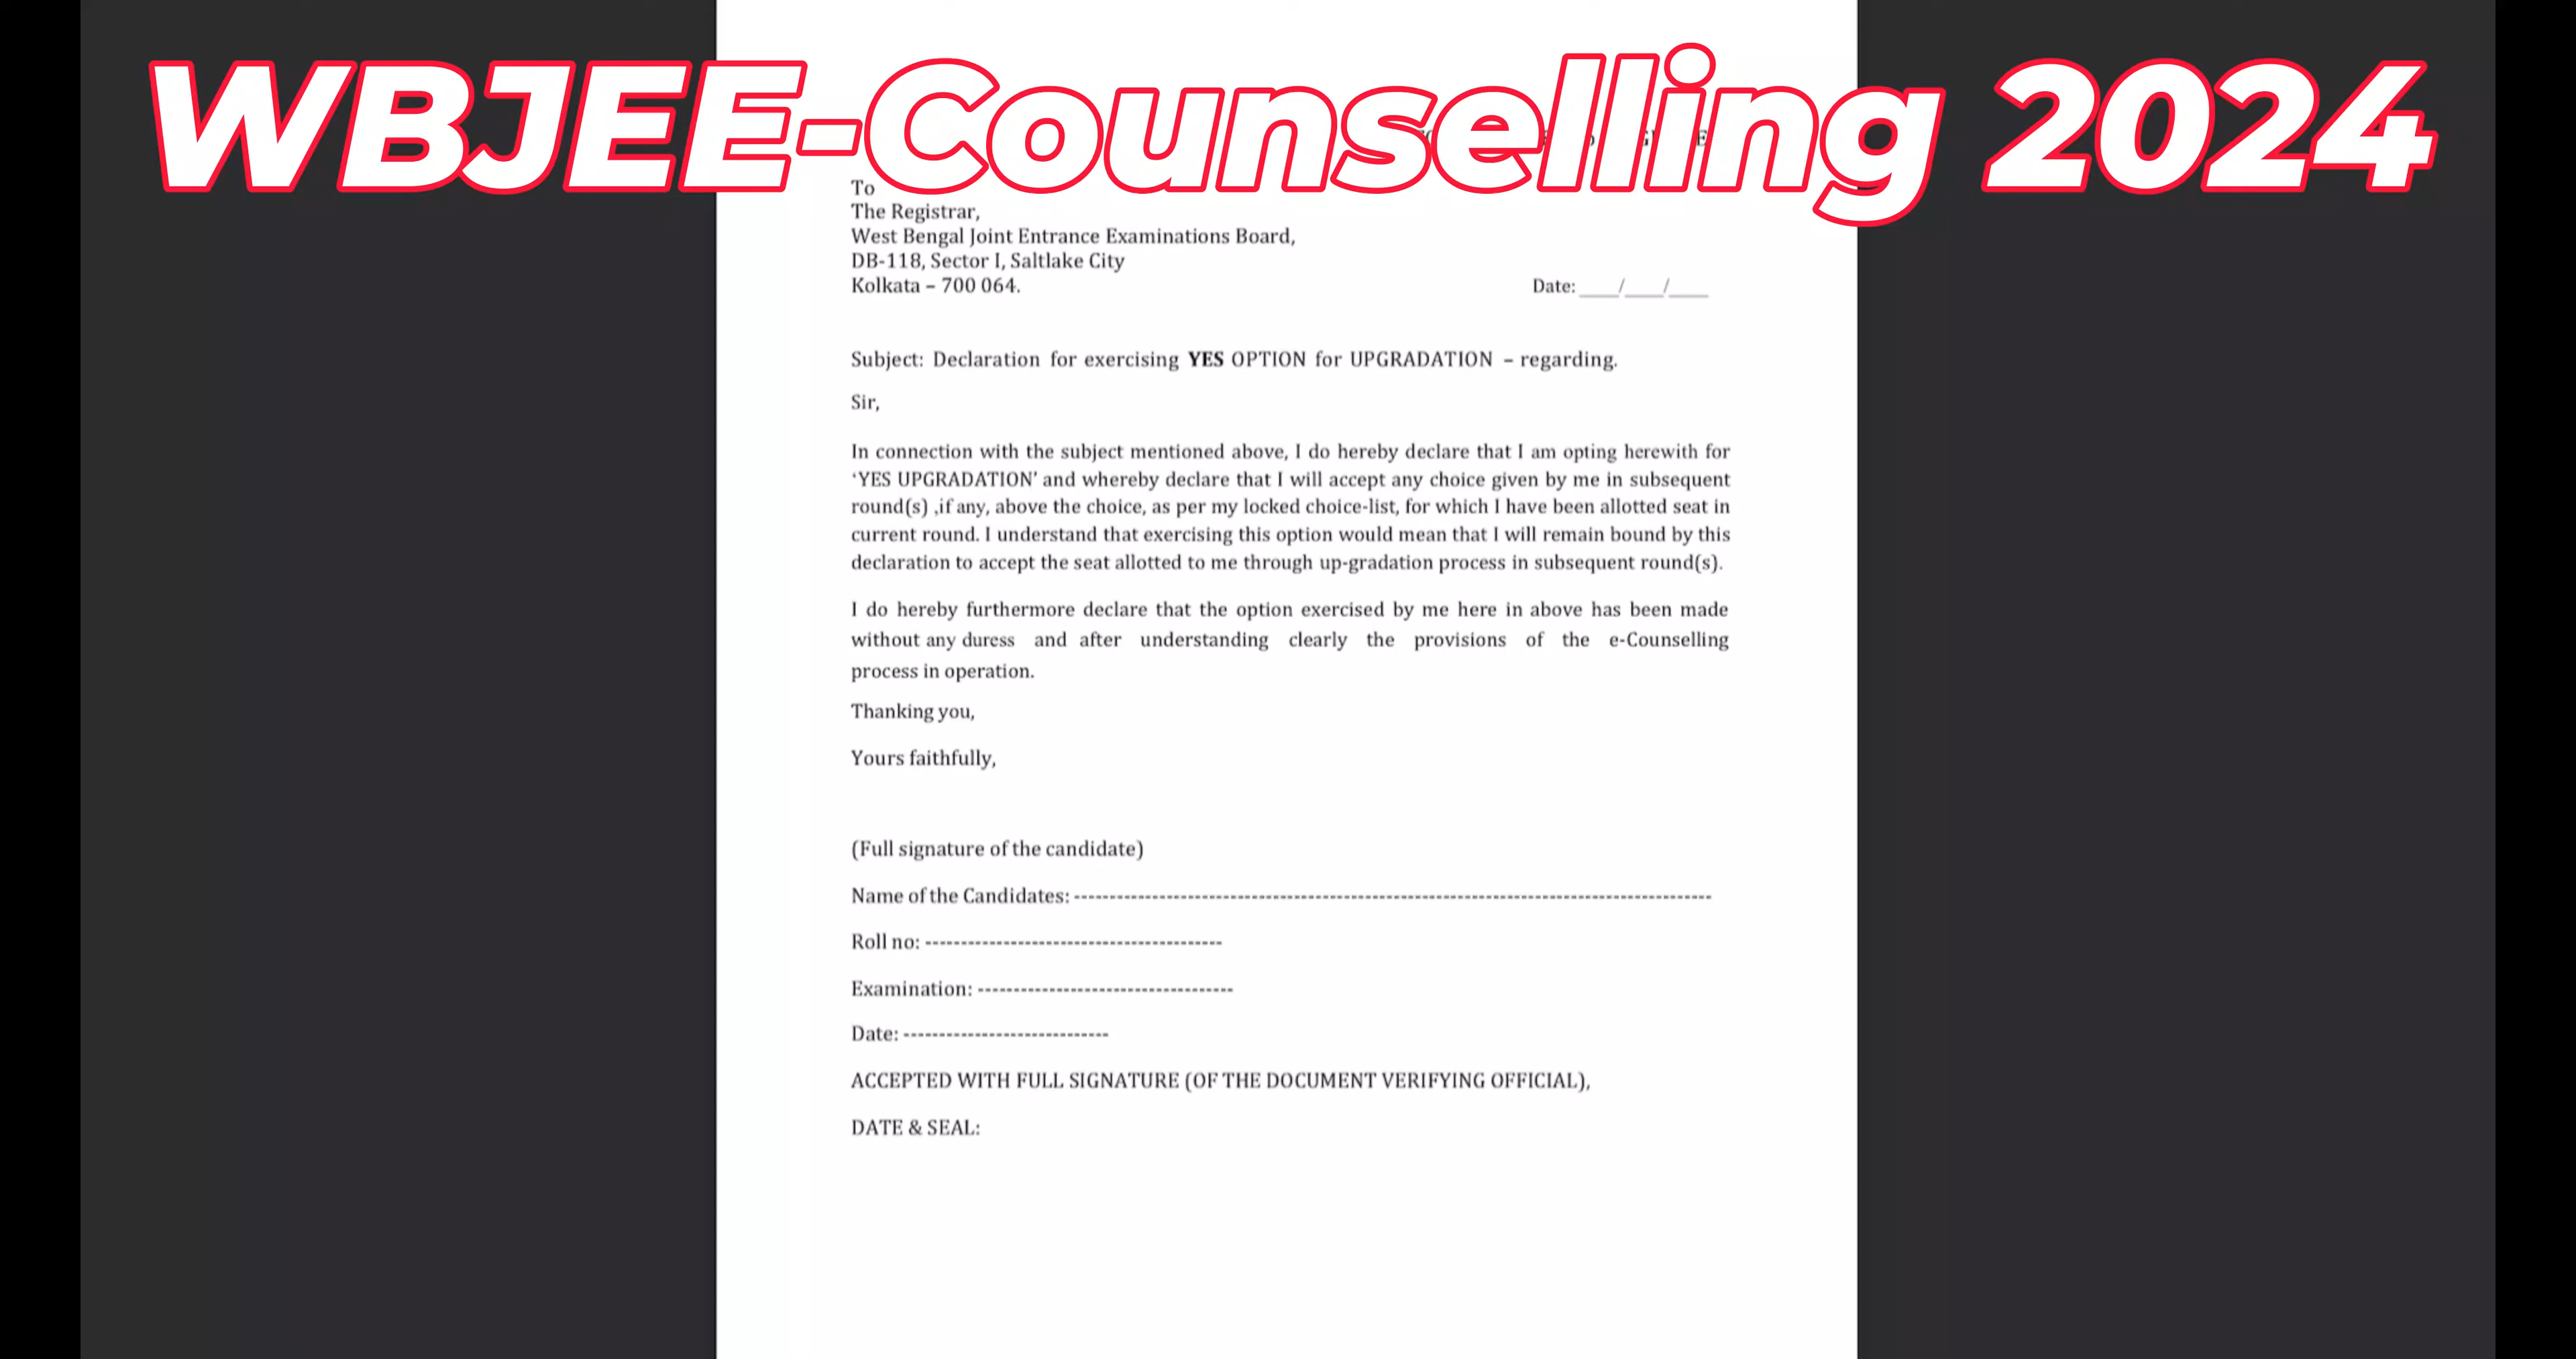 WBJEE-Counselling 2024
To
The Registrar,
West Bengal Joint Entrance Examinations Board,
DB-118, Sector I, Saltlake City
Kolkata – 700 064.
Date: ____/____/____
Subject: Declaration for exercising YES OPTION for UPGRADATION – regarding.
Sir,
In connection with the subject mentioned above, I do hereby declare that I am opting herewith for
‘YES UPGRADATION’ and whereby declare that I will accept any choice given by me in subsequent
round(s) ,if any, above the choice, as per my locked choice-list, for which I have been allotted seat in
current round. I understand that exercising this option would mean that I will remain bound by this
declaration to accept the seat allotted to me through up-gradation process in subsequent round(s).
I do hereby furthermore declare that the option exercised by me here in above has been made
without any duress and after understanding clearly the provisions of the e-Counselling
process in operation.
Thanking you,
Yours faithfully,
(Full signature of the candidate)
Name of the Candidates: ------------------------------------------------------------------------------------------
Roll no: ------------------------------------------
Examination: ------------------------------------
Date: -----------------------------
ACCEPTED WITH FULL SIGNATURE (OF THE DOCUMENT VERIFYING OFFICIAL),
DATE & SEAL: